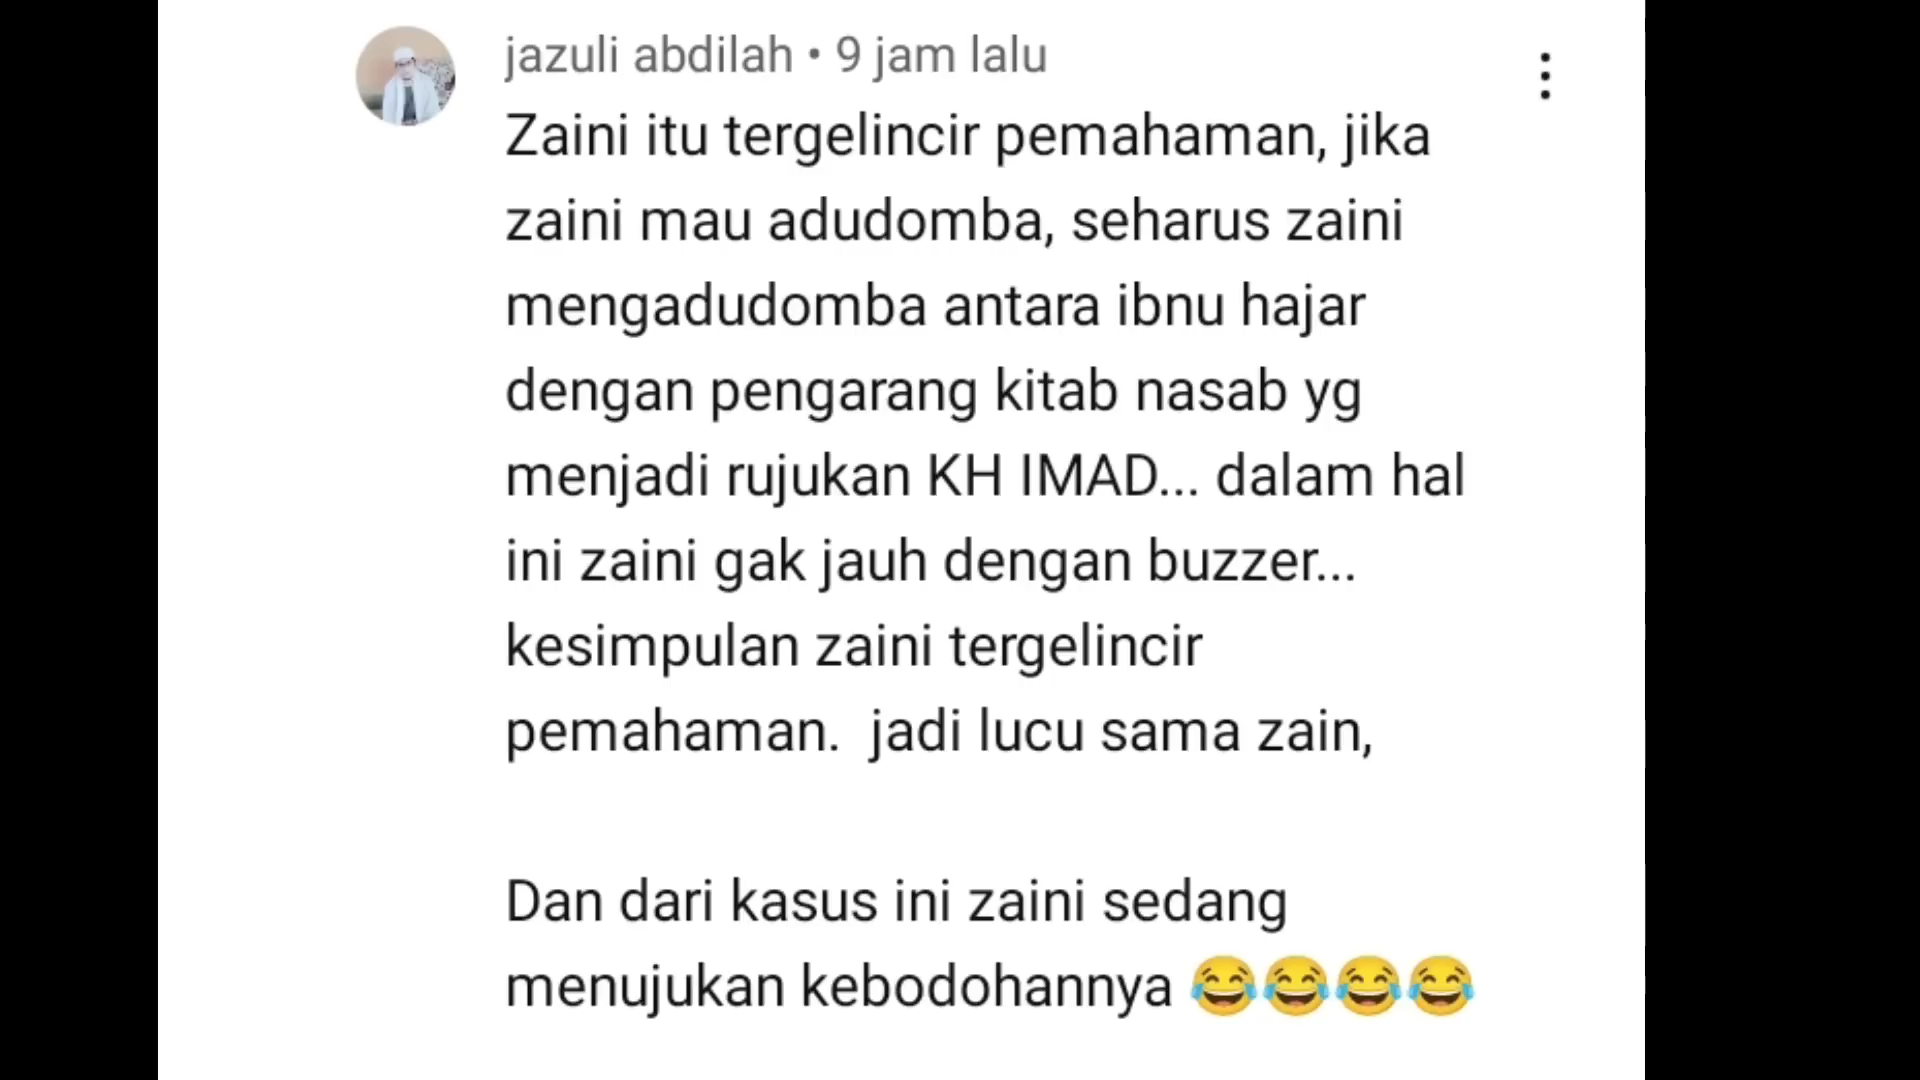 jazuli abdilah • 9 jam lalu
Zaini itu tergelincir pemahaman, jika
zaini mau adudomba, seharus zaini
mengadudomba antara ibnu hajar
dengan pengarang kitab nasab yg
menjadi rujukan KH IMAD... dalam hal
ini zaini gak jauh dengan buzzer...
kesimpulan zaini tergelincir
pemahaman.  jadi lucu sama zain,
Dan dari kasus ini zaini sedang
menujukan kebodohannya 😂😂😂😂